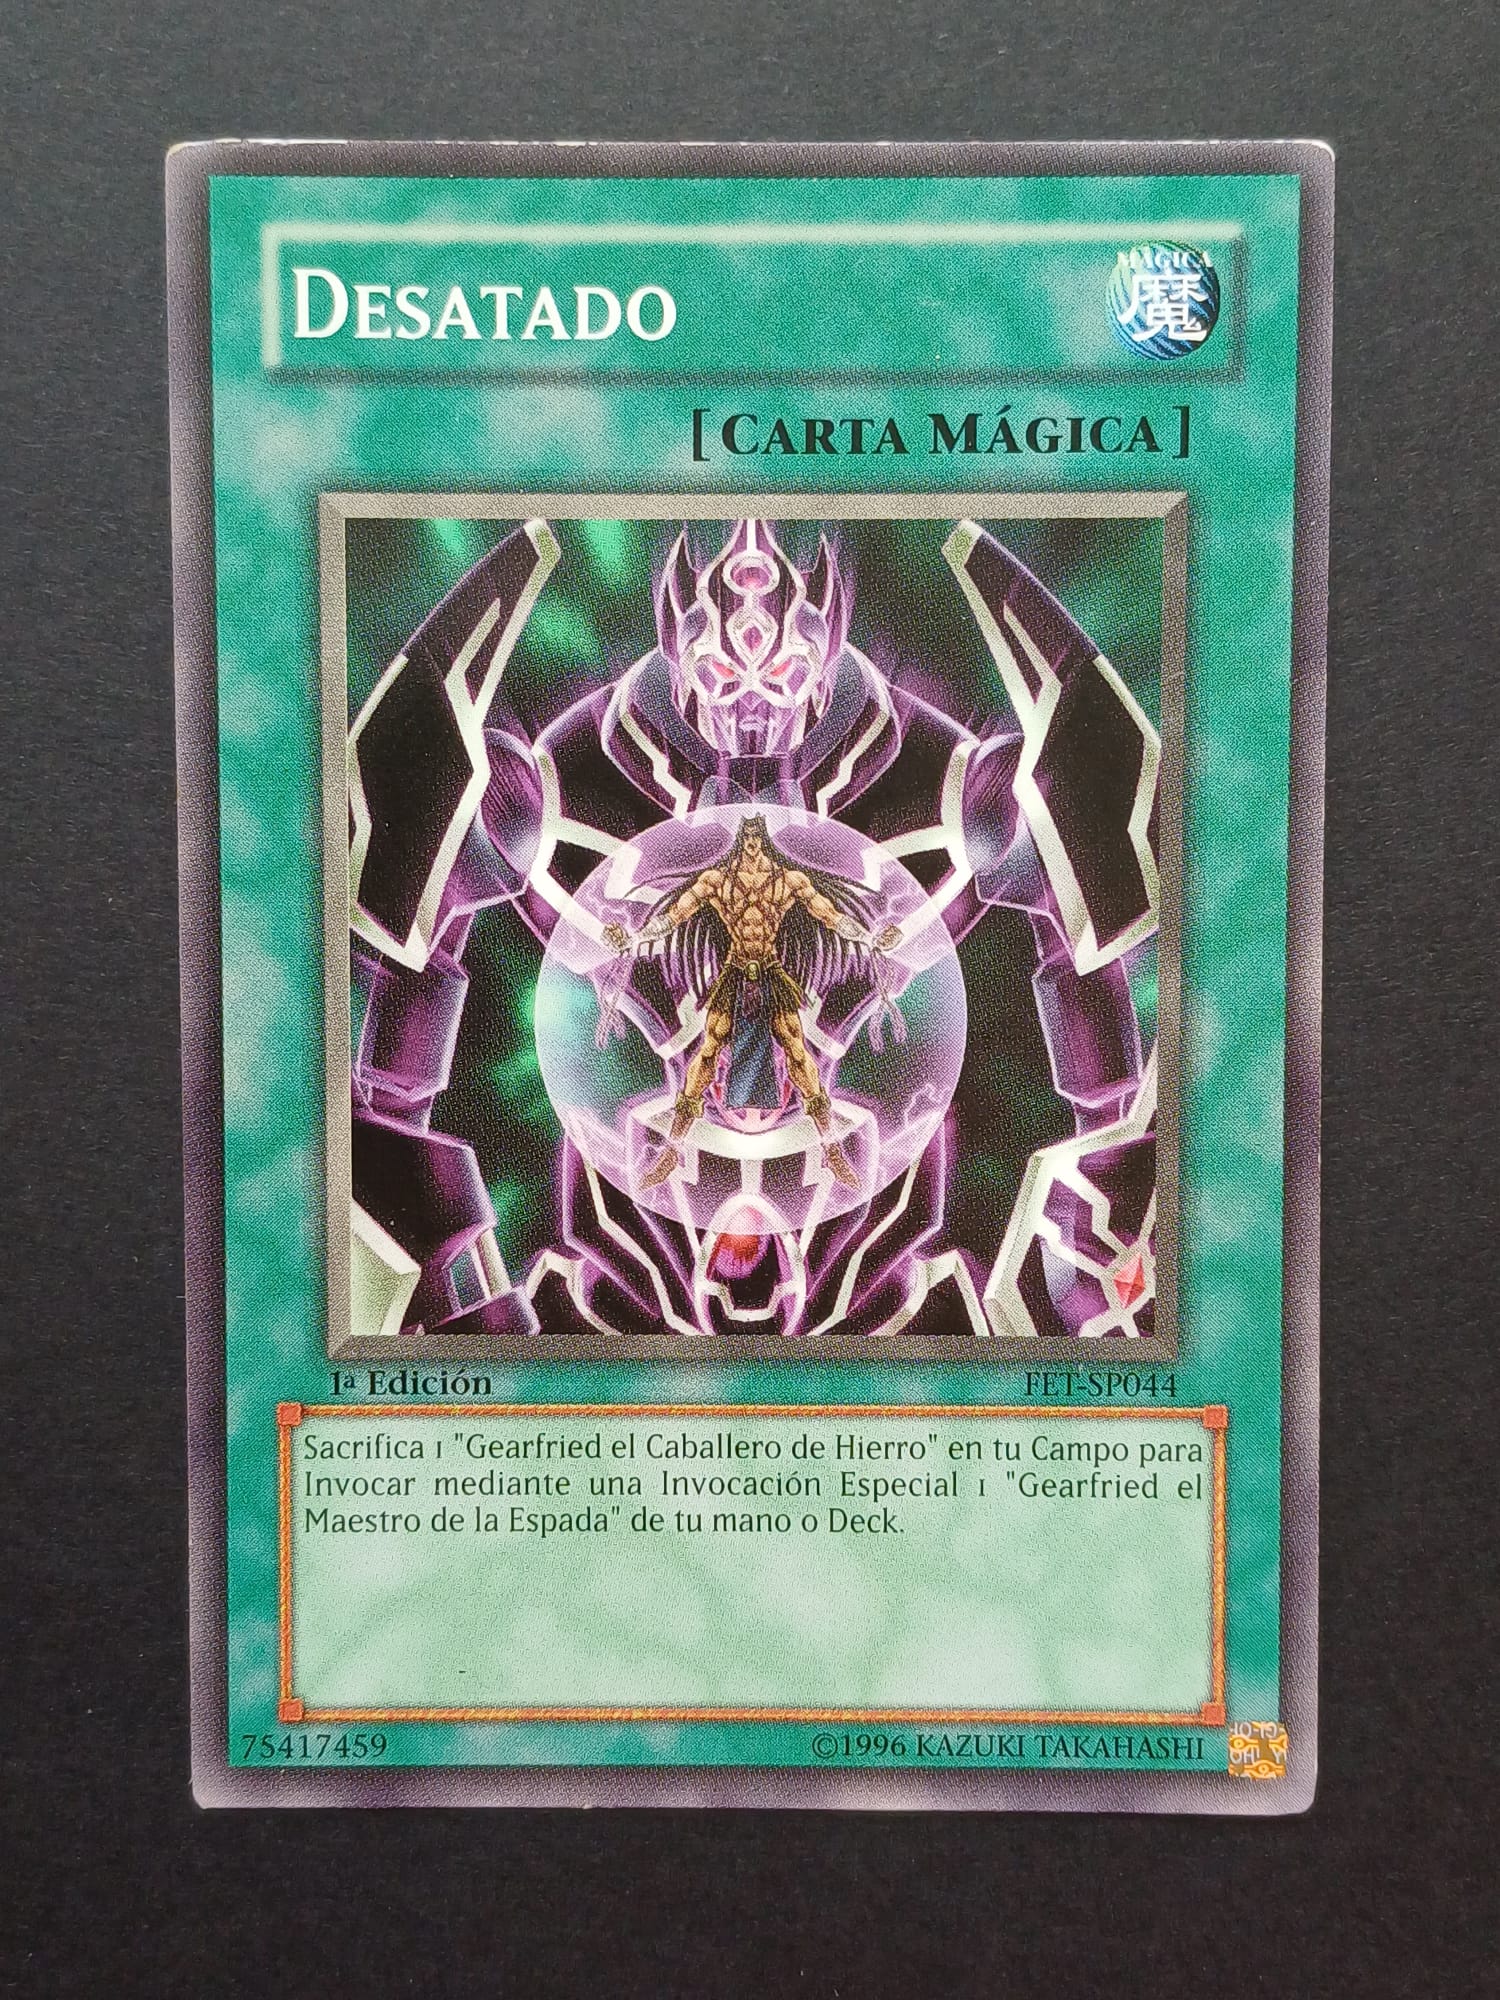 DESATADO
MÁGICA
魔
[CARTA MÁGICA]
1ª Edición
FET-SP044
Sacrifica 1 "Gearfried el Caballero de Hierro" en tu Campo para
Invocar mediante una Invocación Especial 1 "Gearfried el
Maestro de la Espada" de tu mano o Deck.
75417459
©1996 KAZUKI TAKAHASHI